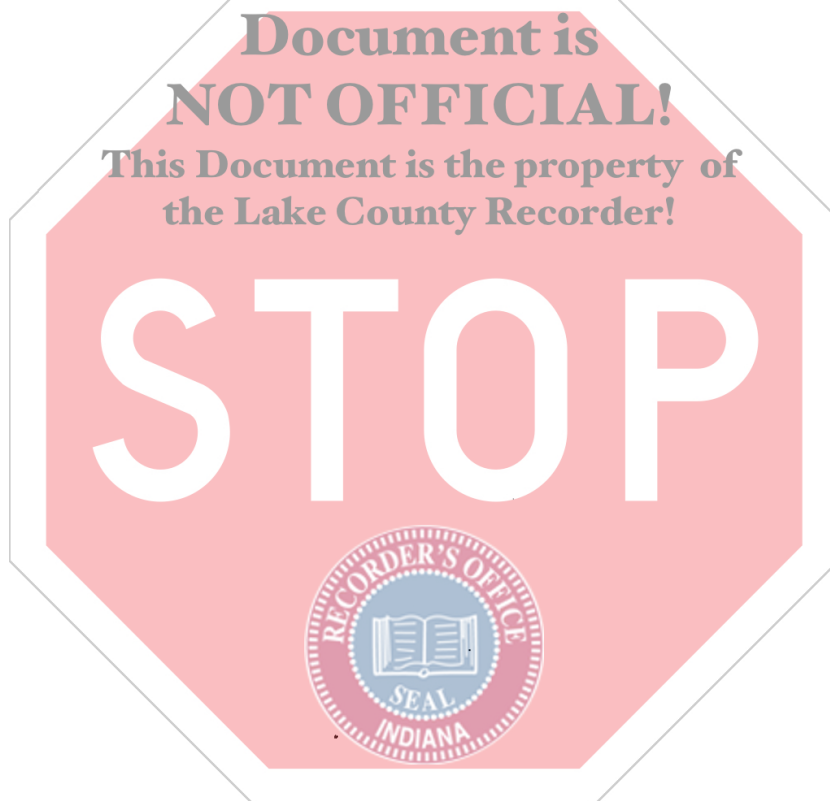 Document is
NOT OFFICIAL!
This Document is the property of
the Lake County Recorder!
STOP
RECORDER'S OFFICE
SEAL
INDIANA